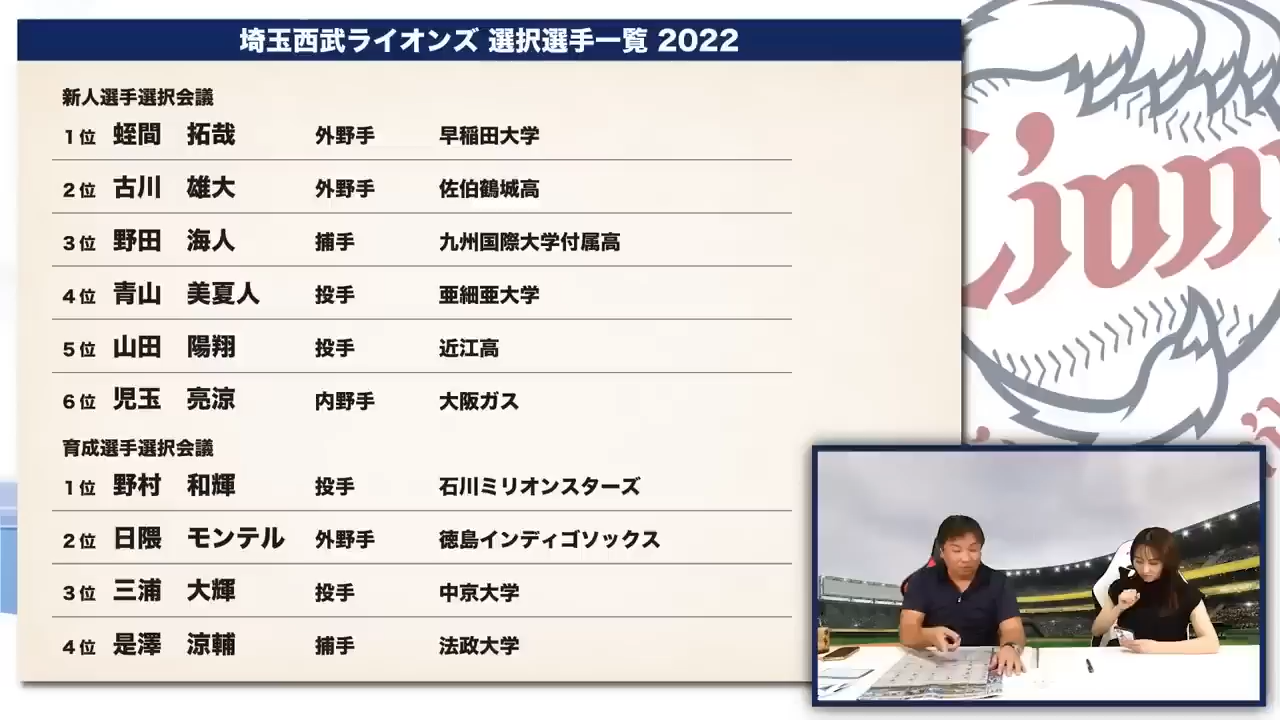 埼玉西武ライオンズ 選択選手一覧 2022
新人選手選択会議
1位 蛭間 拓哉 外野手 早稲田大学
2位 古川 雄大 外野手 佐伯鶴城高
3位 野田 海人 捕手 九州国際大学付属高
4位 青山 美夏人 投手 亜細亜大学
5位 山田 陽翔 投手 近江高
6位 児玉 亮涼 内野手 大阪ガス
育成選手選択会議
1位 野村 和輝 投手 石川ミリオンスターズ
2位 日隈 モンテル 外野手 徳島インディゴソックス
3位 三浦 大輝 投手 中京大学
4位 是澤 涼輔 捕手 法政大学
Lions